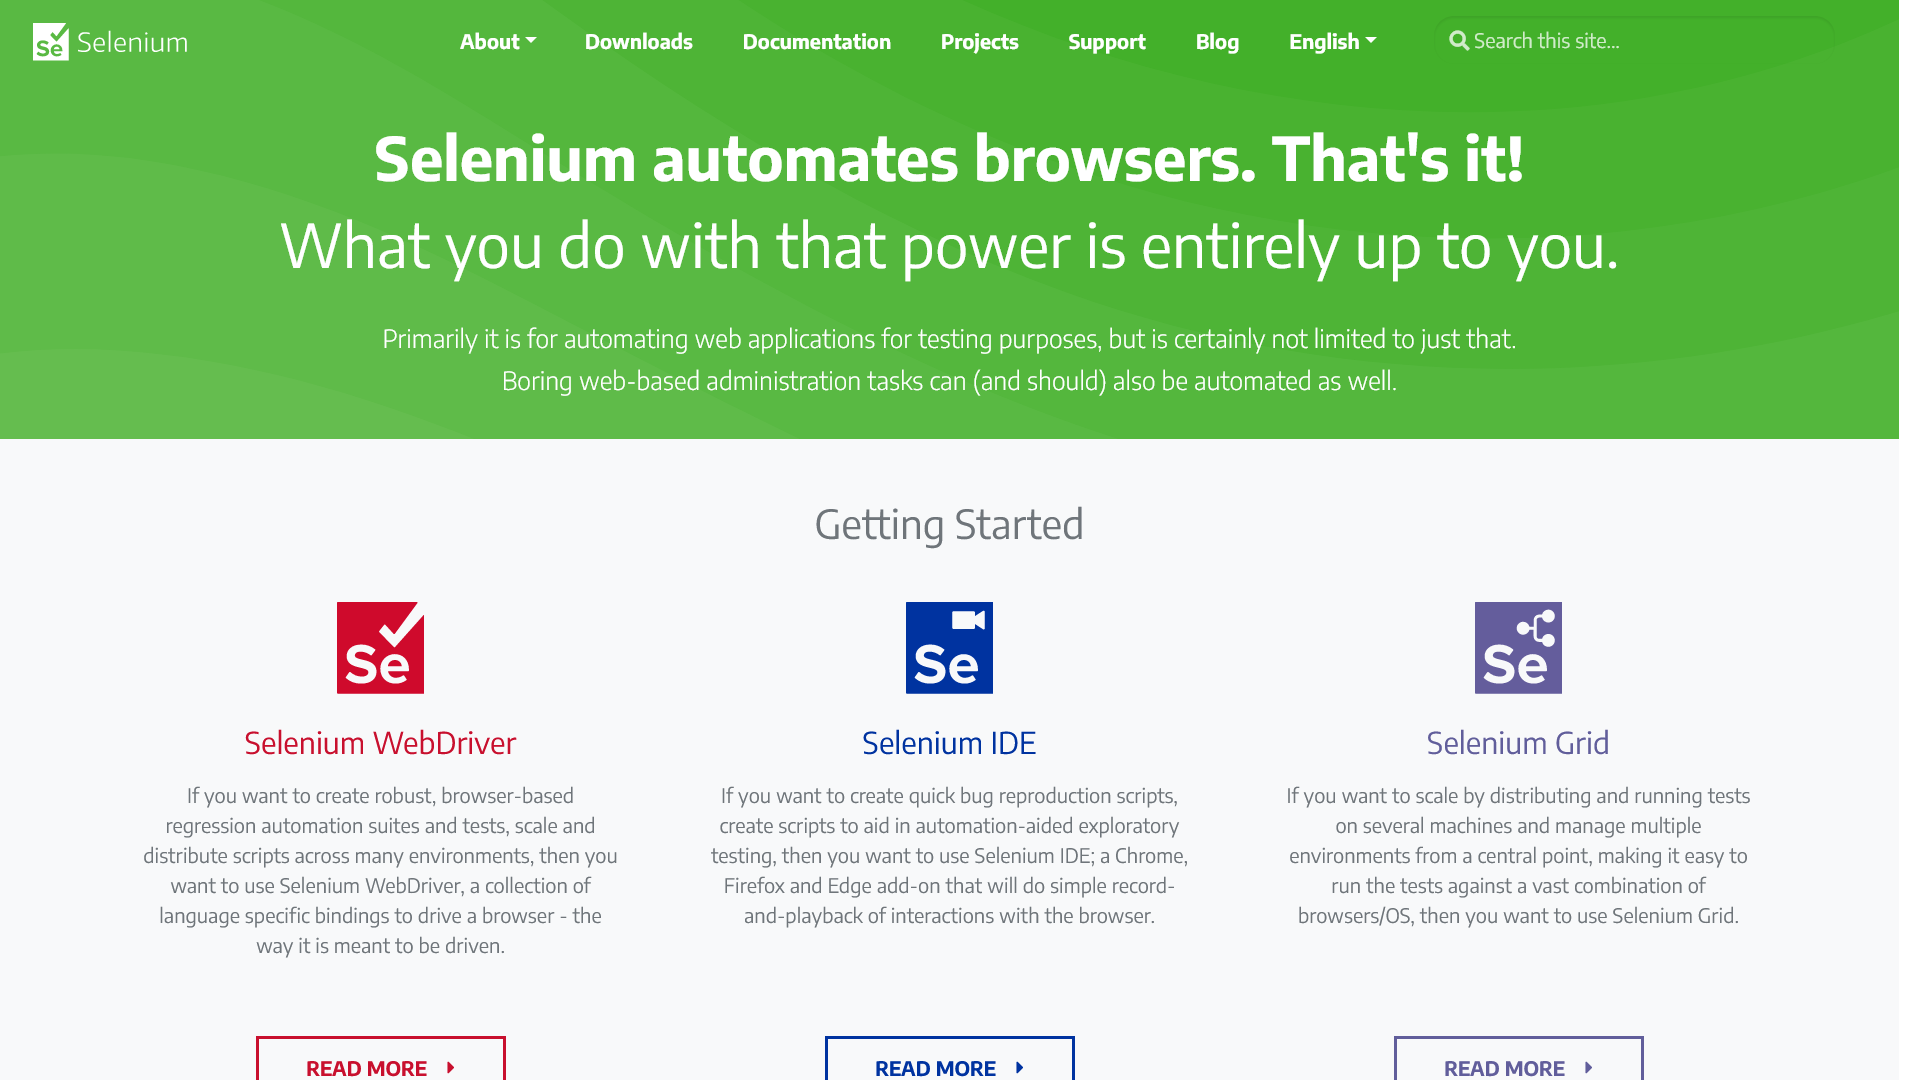 Se Selenium
About Downloads Documentation Projects Support Blog English Search this site...
Selenium automates browsers. That's it!
What you do with that power is entirely up to you.
Primarily it is for automating web applications for testing purposes, but is certainly not limited to just that.
Boring web-based administration tasks can (and should) also be automated as well.
Getting Started
Se
Selenium WebDriver
If you want to create robust, browser-based
regression automation suites and tests, scale and
distribute scripts across many environments, then you
want to use Selenium WebDriver, a collection of
language specific bindings to drive a browser - the
way it is meant to be driven.
READ MORE
Se
Selenium IDE
If you want to create quick bug reproduction scripts,
create scripts to aid in automation-aided exploratory
testing, then you want to use Selenium IDE; a Chrome,
Firefox and Edge add-on that will do simple record-
and-playback of interactions with the browser.
READ MORE
Se
Selenium Grid
If you want to scale by distributing and running tests
on several machines and manage multiple
environments from a central point, making it easy to
run the tests against a vast combination of
browsers/OS, then you want to use Selenium Grid.
READ MORE